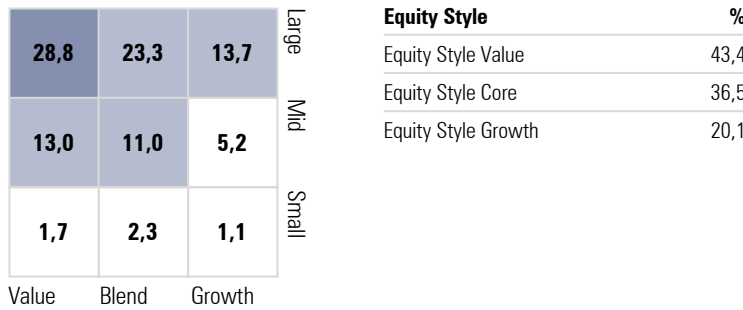 28,8 23,3 13,7 Large
13,0 11,0 5,2 Mid
1,7 2,3 1,1 Small
Value Blend Growth
Equity Style %
Equity Style Value 43,4
Equity Style Core 36,5
Equity Style Growth 20,1